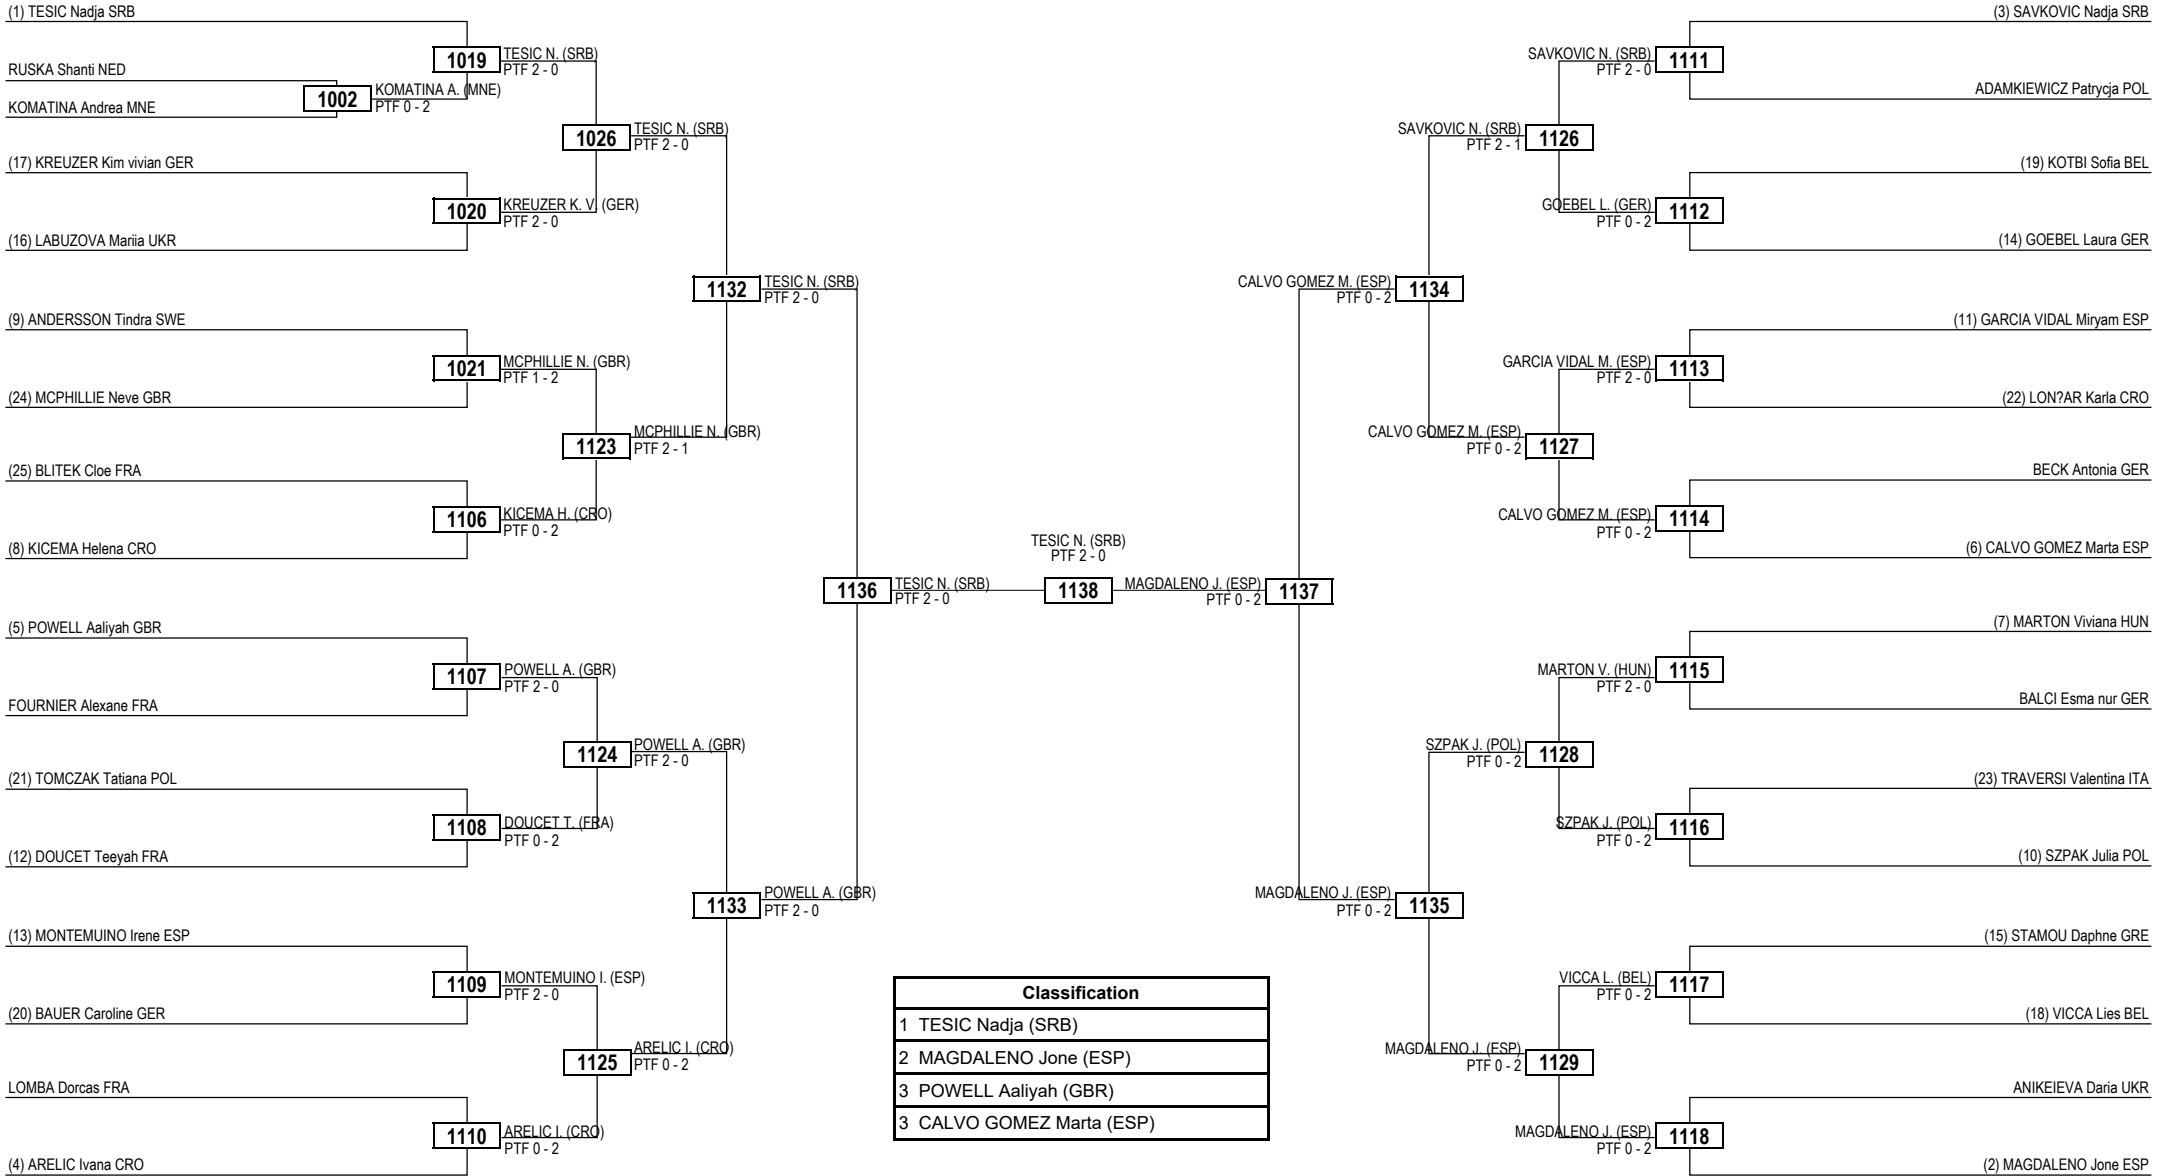 (1) TESIC Nadja SRB
1019
TESIC N. (SRB)
PTF 2 - 0
RUSKA Shanti NED
1002
KOMATINA A. (MNE)
PTF 0 - 2
KOMATINA Andrea MNE
1026
TESIC N. (SRB)
PTF 2 - 0
(17) KREUZER Kim vivian GER
1020
KREUZER K. V. (GER)
PTF 2 - 0
(16) LABUZOVA Mariia UKR
1132
TESIC N. (SRB)
PTF 2 - 0
(9) ANDERSSON Tindra SWE
1021
MCPHILLIE N. (GBR)
PTF 1 - 2
(24) MCPHILLIE Neve GBR
1123
MCPHILLIE N. (GBR)
PTF 2 - 1
(25) BLITEK Cloe FRA
1106
KICEMA H. (CRO)
PTF 0 - 2
(8) KICEMA Helena CRO
1136
TESIC N. (SRB)
PTF 2 - 0
(5) POWELL Aaliyah GBR
1107
POWELL A. (GBR)
PTF 2 - 0
FOURNIER Alexane FRA
1124
POWELL A. (GBR)
PTF 2 - 0
(21) TOMCZAK Tatiana POL
1108
DOUCET T. (FRA)
PTF 0 - 2
(12) DOUCET Teeyah FRA
1133
POWELL A. (GBR)
PTF 2 - 0
(13) MONTEMUINO Irene ESP
1109
MONTEMUINO I. (ESP)
PTF 2 - 0
(20) BAUER Caroline GER
1125
ARELIC I. (CRO)
PTF 0 - 2
LOMBA Dorcas FRA
1110
ARELIC I. (CRO)
PTF 0 - 2
(4) ARELIC Ivana CRO
TESIC N. (SRB)
PTF 2 - 0
1138
MAGDALENO J. (ESP)
PTF 0 - 2
1137
(3) SAVKOVIC Nadja SRB
SAVKOVIC N. (SRB)
PTF 2 - 0
1111
ADAMKIEWICZ Patrycja POL
SAVKOVIC N. (SRB)
PTF 2 - 1
1126
(19) KOTBI Sofia BEL
GOEBEL L. (GER)
PTF 0 - 2
1112
(14) GOEBEL Laura GER
CALVO GOMEZ M. (ESP)
PTF 0 - 2
1134
(11) GARCIA VIDAL Miryam ESP
GARCIA VIDAL M. (ESP)
PTF 2 - 0
1113
(22) LON?AR Karla CRO
CALVO GOMEZ M. (ESP)
PTF 0 - 2
1127
BECK Antonia GER
CALVO GOMEZ M. (ESP)
PTF 0 - 2
1114
(6) CALVO GOMEZ Marta ESP
(7) MARTON Viviana HUN
MARTON V. (HUN)
PTF 2 - 0
1115
BALCI Esma nur GER
SZPAK J. (POL)
PTF 0 - 2
1128
(23) TRAVERSI Valentina ITA
SZPAK J. (POL)
PTF 0 - 2
1116
(10) SZPAK Julia POL
MAGDALENO J. (ESP)
PTF 0 - 2
1135
(15) STAMOU Daphne GRE
VICCA L. (BEL)
PTF 0 - 2
1117
(18) VICCA Lies BEL
MAGDALENO J. (ESP)
PTF 0 - 2
1129
ANIKEIEVA Daria UKR
MAGDALENO J. (ESP)
PTF 0 - 2
1118
(2) MAGDALENO Jone ESP
Classification
1 TESIC Nadja (SRB)
2 MAGDALENO Jone (ESP)
3 POWELL Aaliyah (GBR)
3 CALVO GOMEZ Marta (ESP)